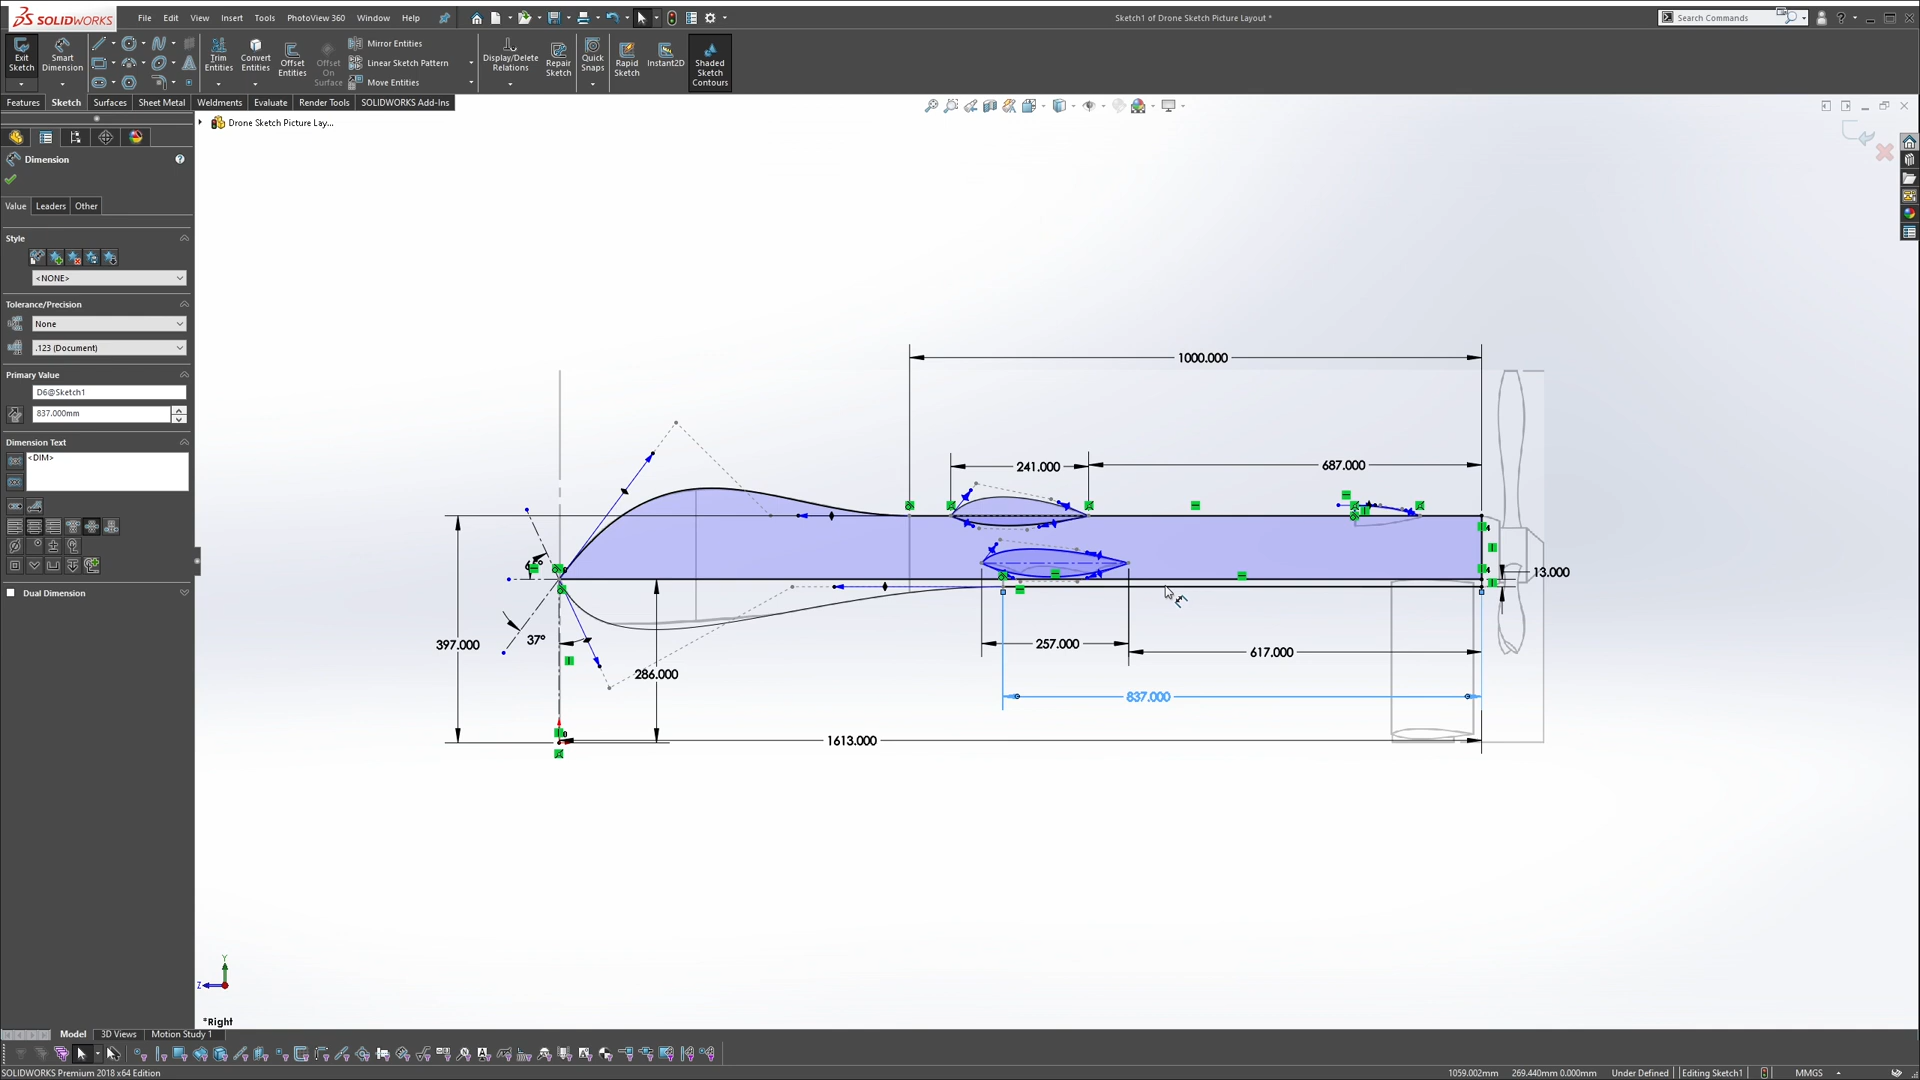 SOLIDWORKS
File Edit View Insert Tools PhotoView 360 Window Help
Sketch1 of Drone Sketch Picture Layout *
Search Commands
Exit Sketch
Smart Dimension
Trim Entities
Convert Entities
Offset Entities
Offset On Surface
Mirror Entities
Linear Sketch Pattern
Move Entities
Display/Delete Relations
Repair Sketch
Quick Snaps
Rapid Sketch
Instant2D
Shaded Sketch Contours
Features Sketch Surfaces Sheet Metal Weldments Evaluate Render Tools SOLIDWORKS Add-Ins
Drone Sketch Picture Lay...
Dimension
Value Leaders Other
Style
<NONE>
Tolerance/Precision
None
.123 (Document)
Primary Value
D6@Sketch1
837.000mm
Dimension Text
<DIM>
Dual Dimension
1000.000
241.000
687.000
13.000
37°
397.000
286.000
257.000
617.000
837.000
1613.000
Y
Z
*Right
Model 3D Views Motion Study 1
SOLIDWORKS Premium 2018 x64 Edition
1059.002mm 269.440mm 0.000mm Under Defined Editing Sketch1 MMGS